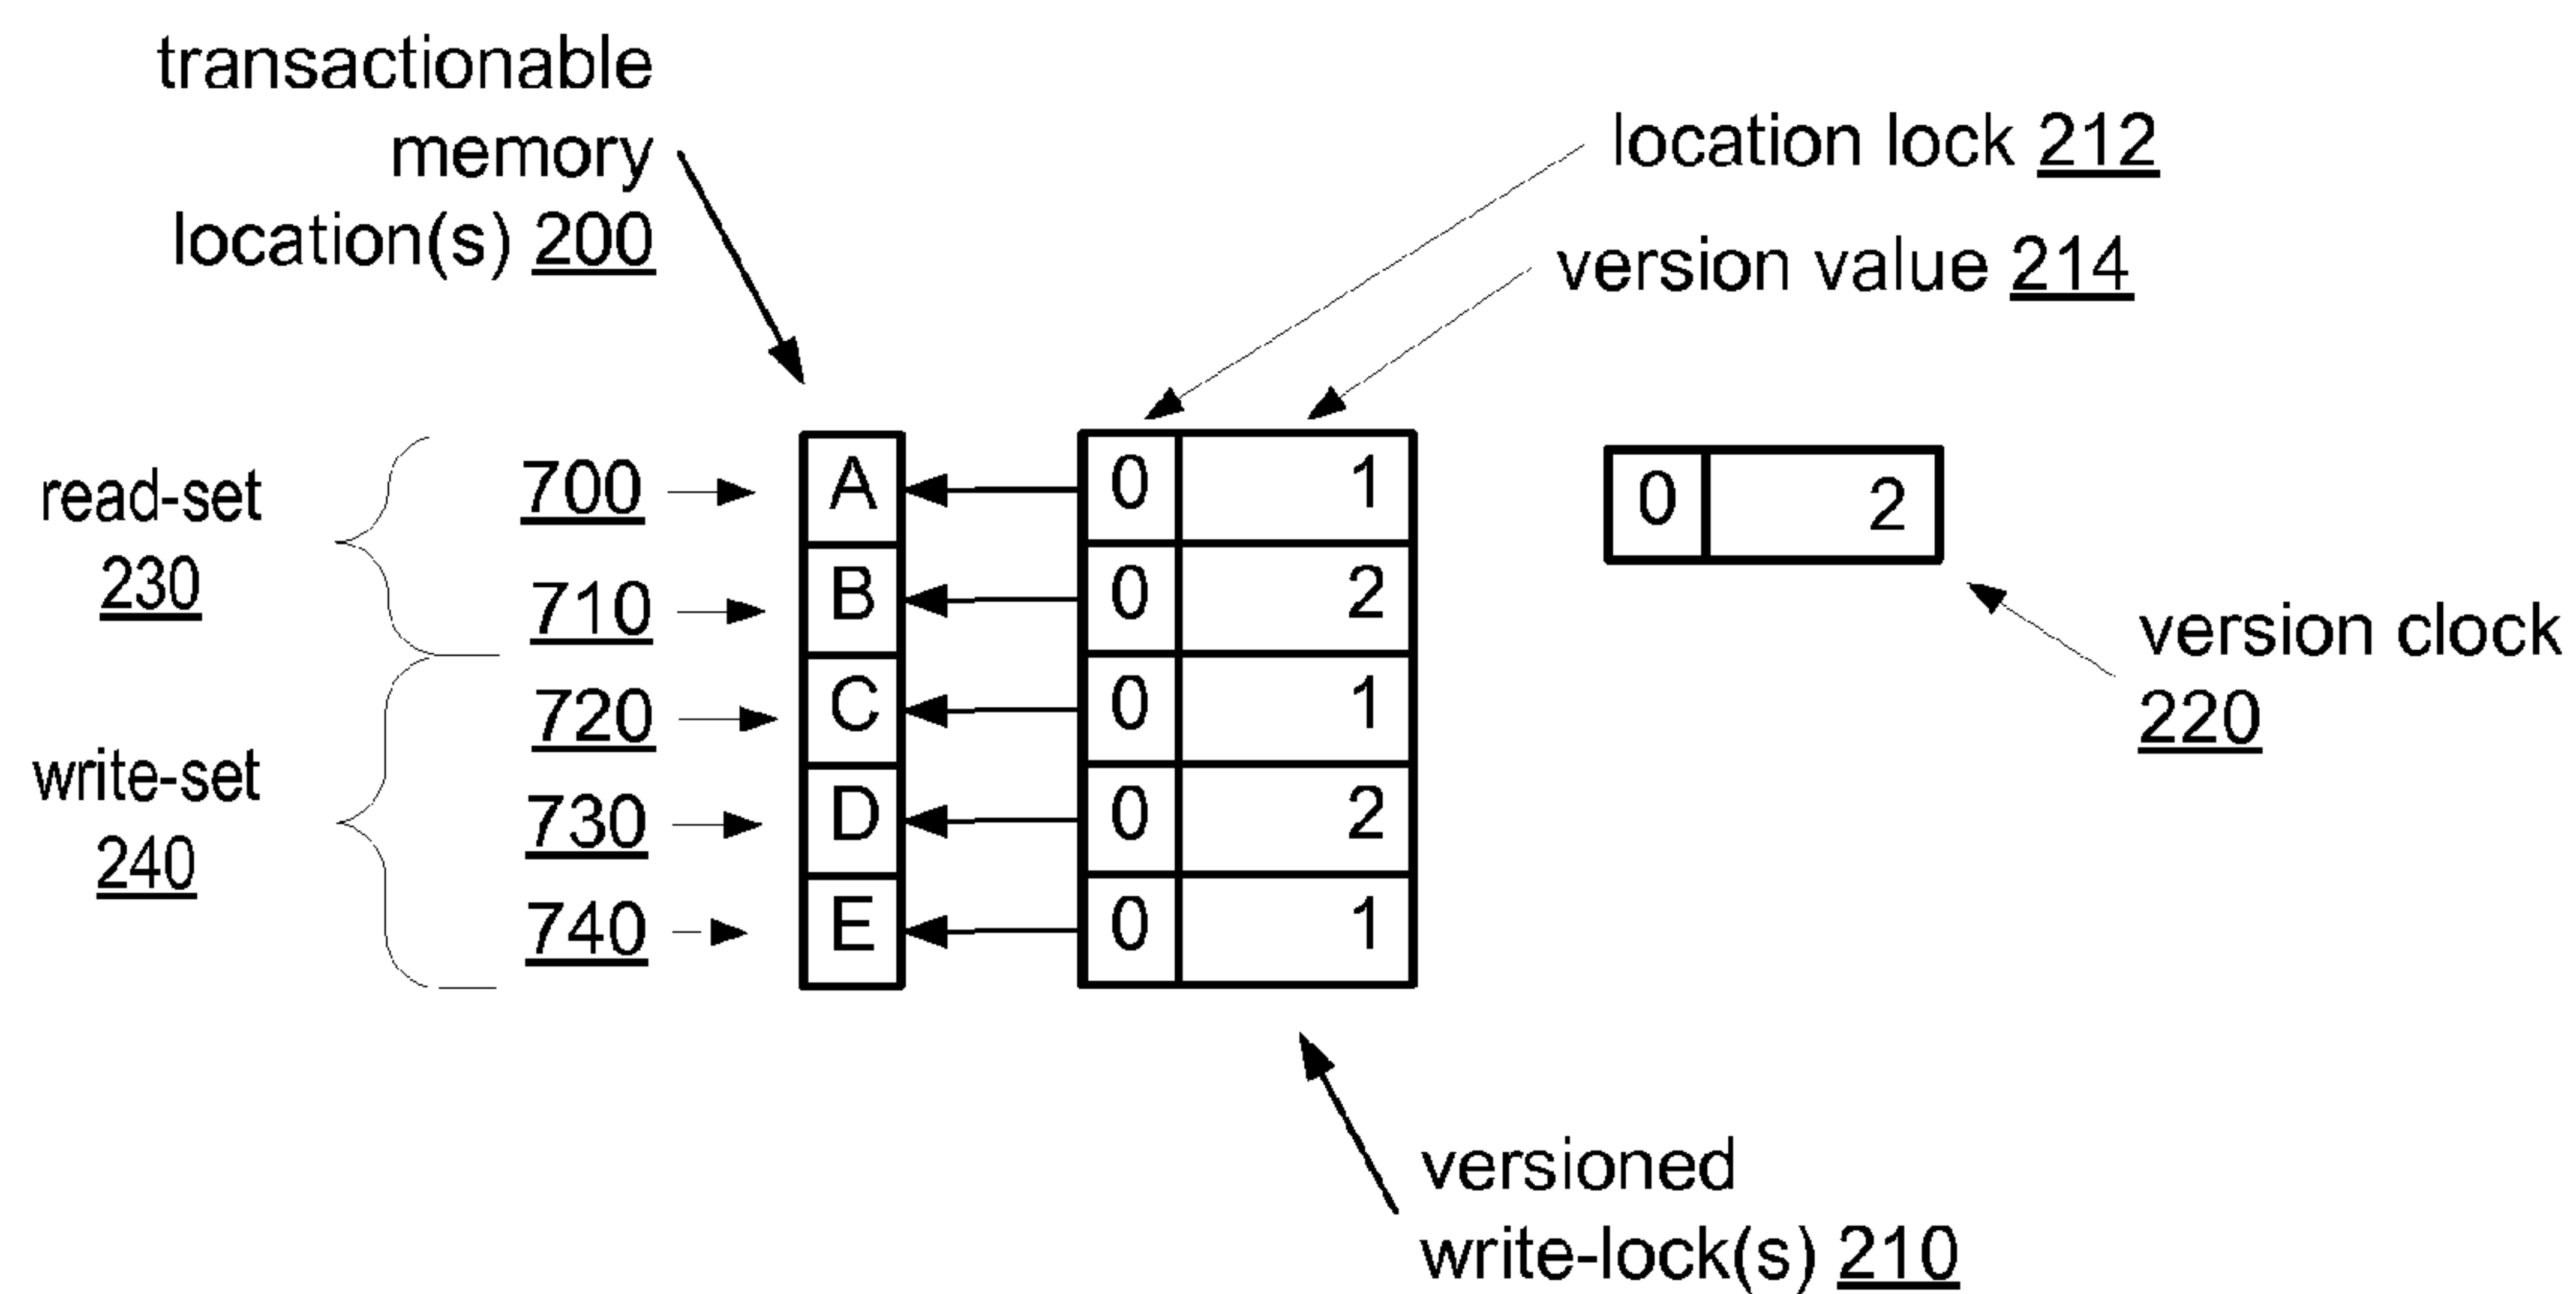 transactionable
memory
location(s) 200
location lock 212
version value 214
read-set
230
write-set
240
700
710
720
730
740
A
B
C
D
E
0 1
0 2
0 1
0 2
0 1
0 2
version clock
220
versioned
write-lock(s) 210